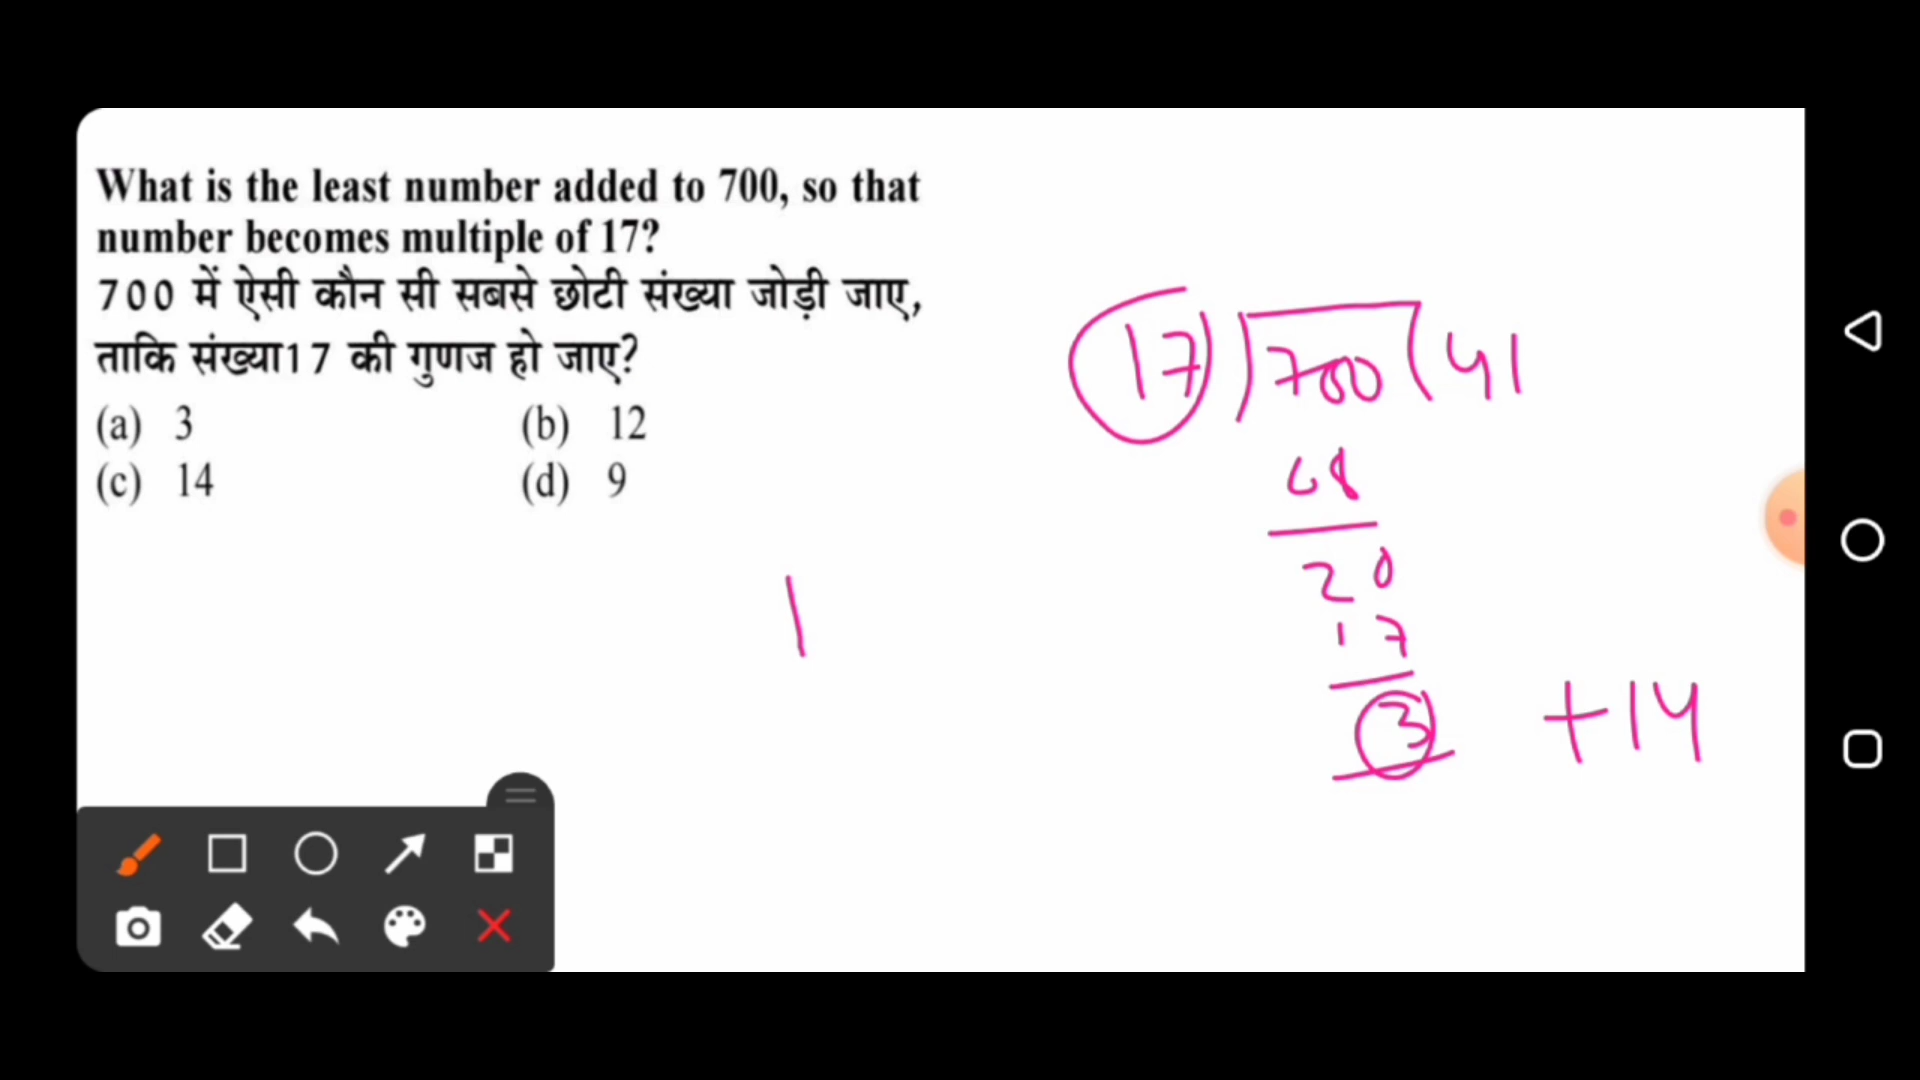 What is the least number added to 700, so that
number becomes multiple of 17?
700 में ऐसी कौन सी सबसे छोटी संख्या जोड़ी जाए,
ताकि संख्या17 की गुणज हो जाए?
(a) 3 (b) 12
(c) 14 (d) 9
17) 700 (41
68
20
17
3 +14
1